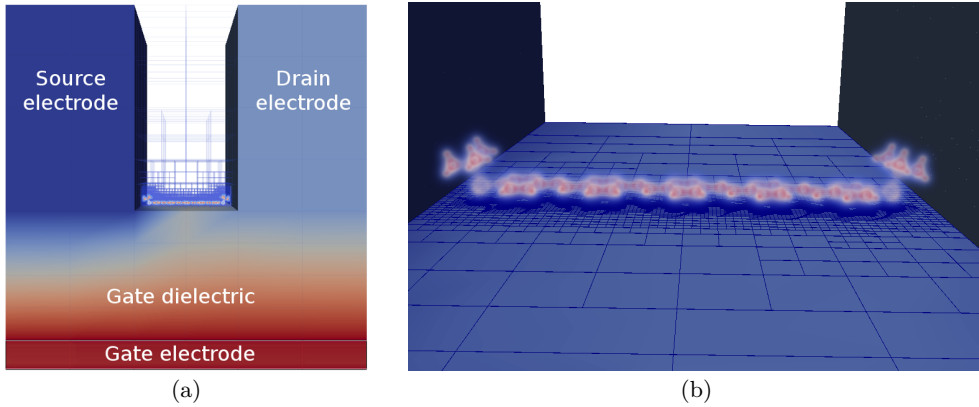 Source
electrode
Drain
electrode
Gate dielectric
Gate electrode
(a)
(b)